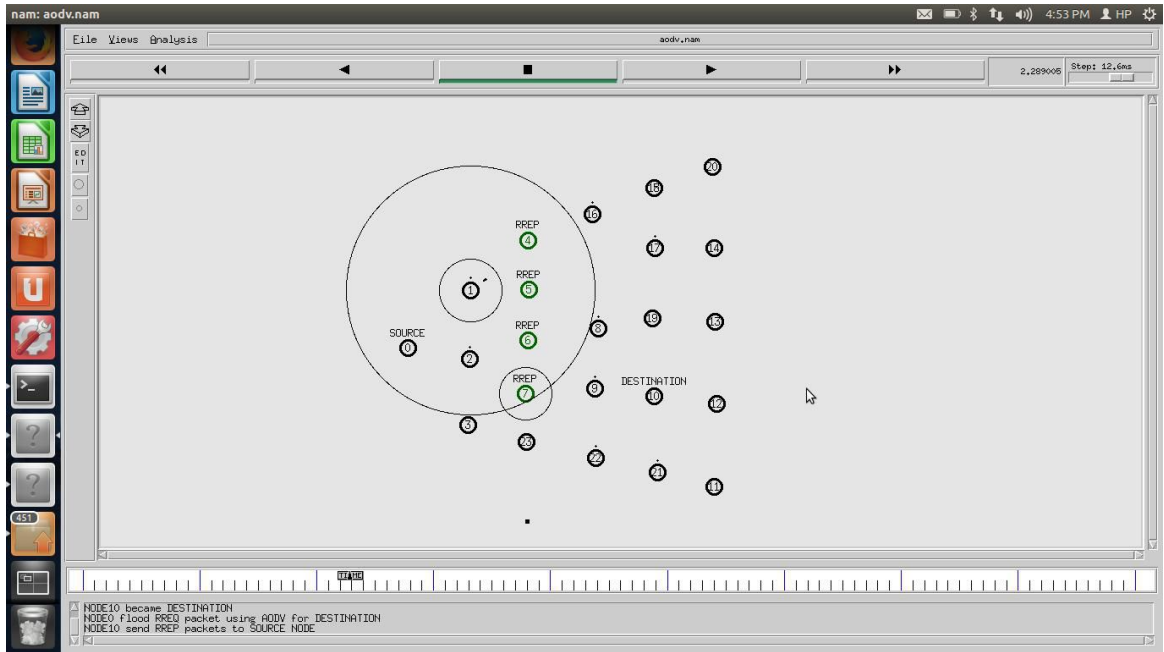 nam: aodv.nam
4:53 PM HP
File Views Analysis
aodv.nam
2.289005
Step: 12.6ms
ED
IT
20
18
16
RREP
4
17
14
RREP
5
1
19
13
RREP
8
SOURCE
6
0
2
RREP
DESTINATION
7
9
10
12
3
23
22
21
11
451
TIME
NODE10 became DESTINATION
NODE0 flood RREQ packet using AODV for DESTINATION
NODE10 send RREP packets to SOURCE NODE